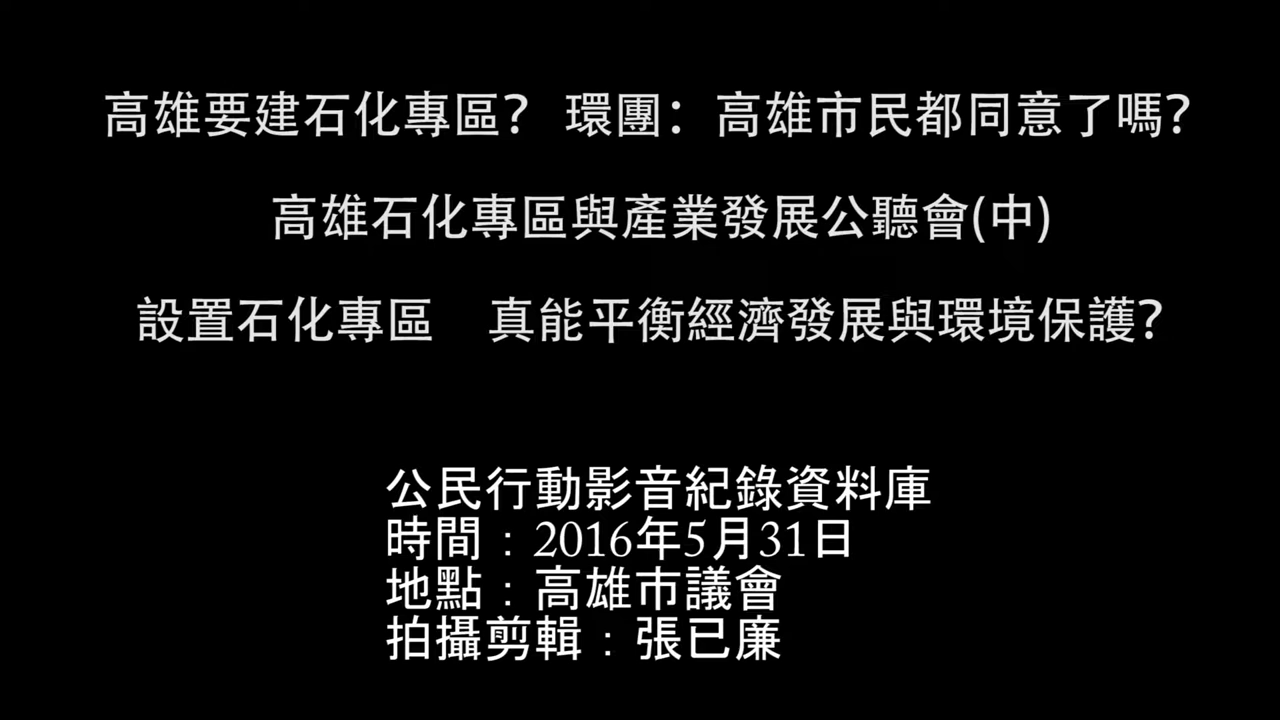 高雄要建石化專區? 環團: 高雄市民都同意了嗎?
高雄石化專區與產業發展公聽會(中)
設置石化專區 真能平衡經濟發展與環境保護?
公民行動影音紀錄資料庫
時間：2016年5月31日
地點：高雄市議會
拍攝剪輯：張已廉